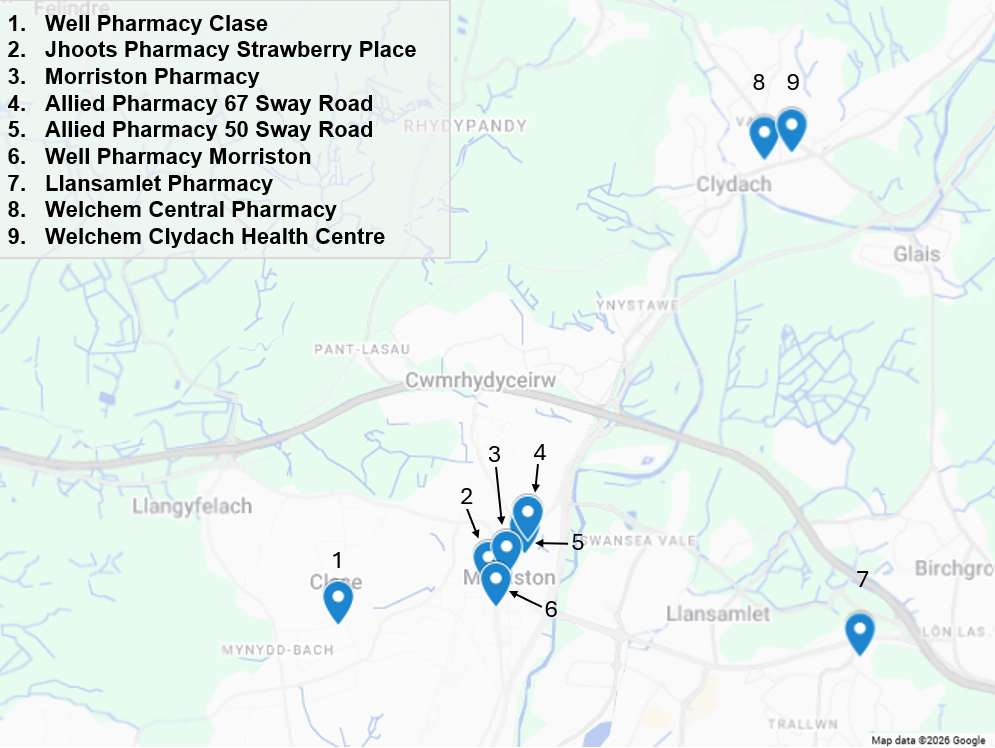 Felindre
1. Well Pharmacy Clase
2. Jhoots Pharmacy Strawberry Place
3. Morriston Pharmacy
4. Allied Pharmacy 67 Sway Road
5. Allied Pharmacy 50 Sway Road
6. Well Pharmacy Morriston
7. Llansamlet Pharmacy
8. Welchem Central Pharmacy
9. Welchem Clydach Health Centre
8 9
RHYDYPANDY
Clydach
Glais
YNYSTAWE
PANT-LASAU
Cwmrhydyceirw
3 4
2
Llangyfelach
5
SWANSEA VALE
1
Clase
7
Birchgro
6
Llansamlet
LÔN LAS
MYNYDD-BACH
TRALLWN
Map data ©2026 Google